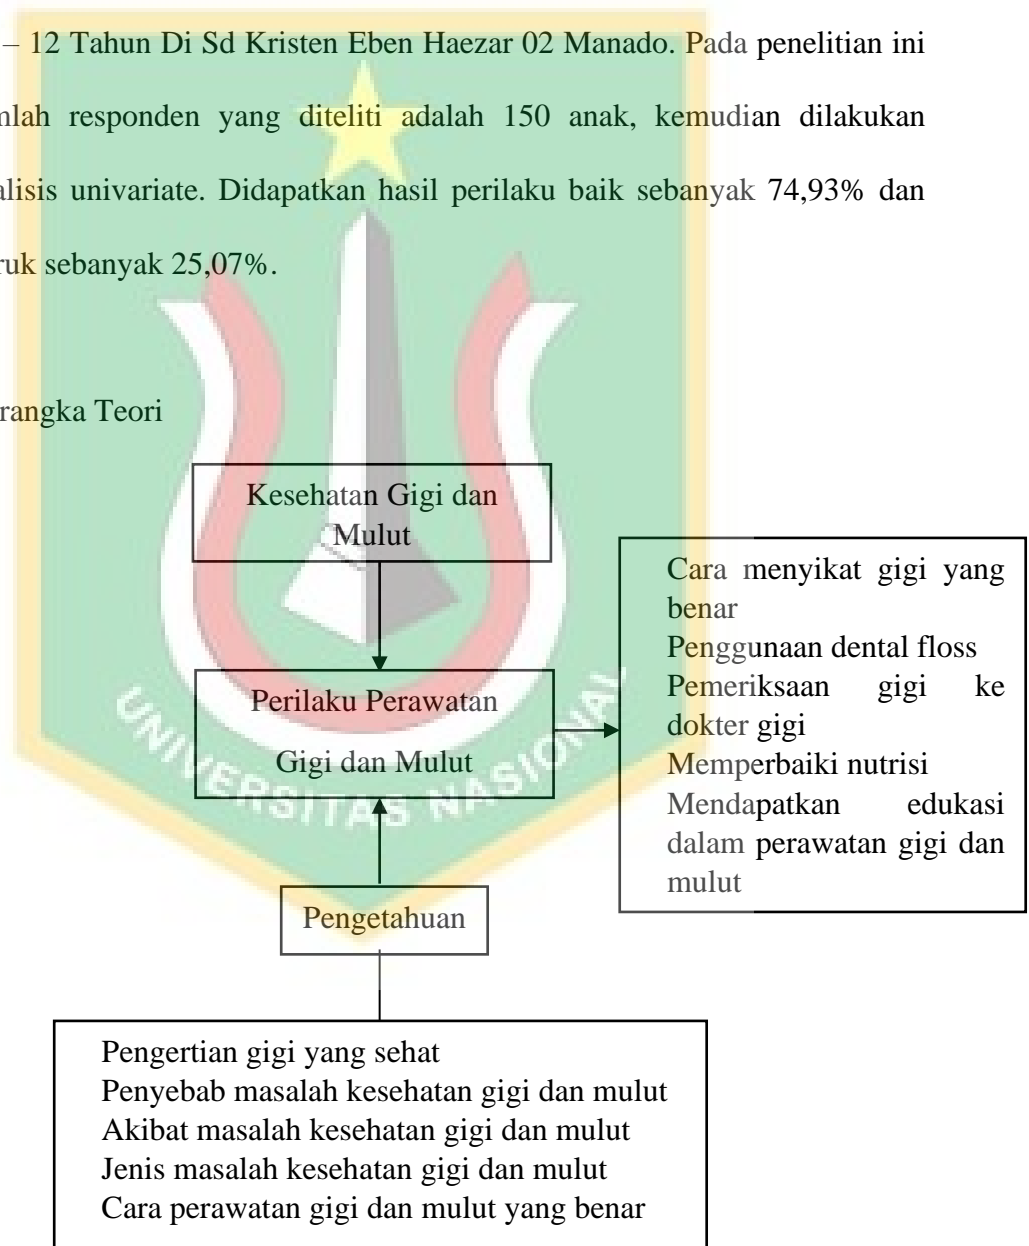 – 12 Tahun Di Sd Kristen Eben Haezar 02 Manado. Pada penelitian ini
mlah responden yang diteliti adalah 150 anak, kemudian dilakukan
alisis univariate. Didapatkan hasil perilaku baik sebanyak 74,93% dan
ruk sebanyak 25,07%.
rangka Teori
Kesehatan Gigi dan
Mulut
Cara menyikat gigi yang
benar
Penggunaan dental floss
Pemeriksaan gigi ke
dokter gigi
Memperbaiki nutrisi
Mendapatkan edukasi
dalam perawatan gigi dan
mulut
Perilaku Perawatan
Gigi dan Mulut
UNIVERSITAS NASIONAL
Pengetahuan
Pengertian gigi yang sehat
Penyebab masalah kesehatan gigi dan mulut
Akibat masalah kesehatan gigi dan mulut
Jenis masalah kesehatan gigi dan mulut
Cara perawatan gigi dan mulut yang benar